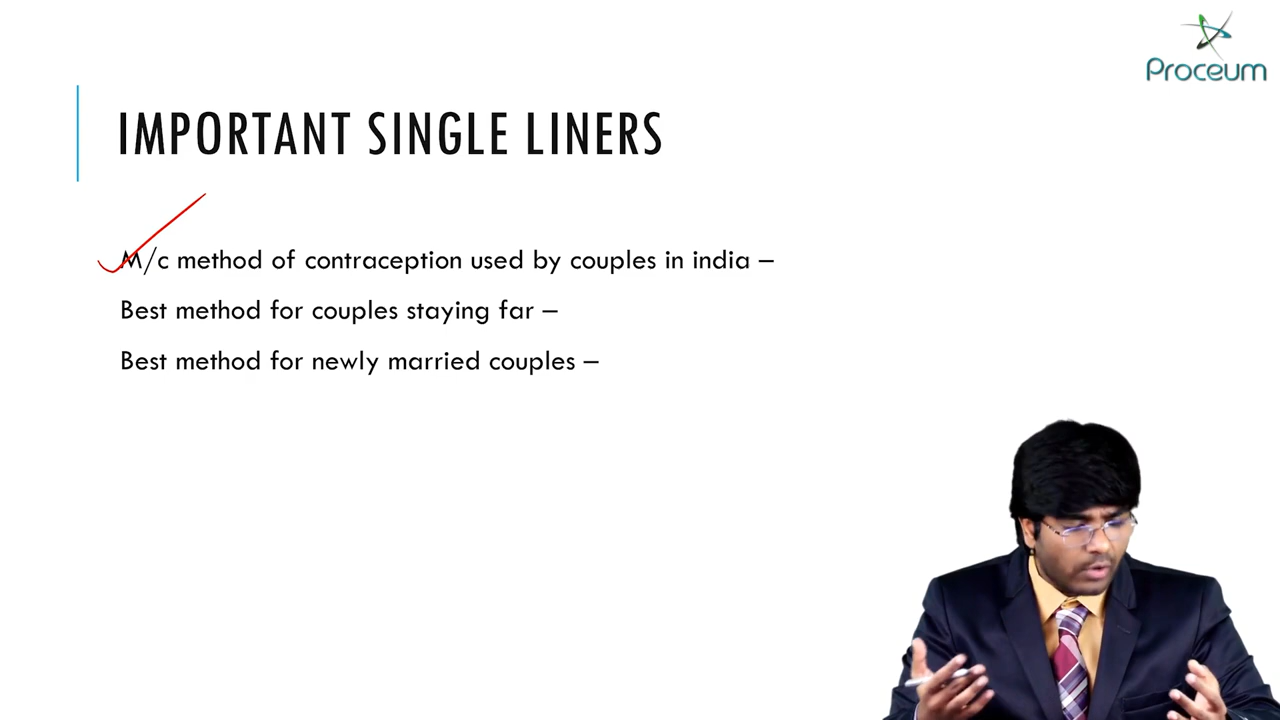 Proceum
IMPORTANT SINGLE LINERS
M/c method of contraception used by couples in india –
Best method for couples staying far –
Best method for newly married couples –